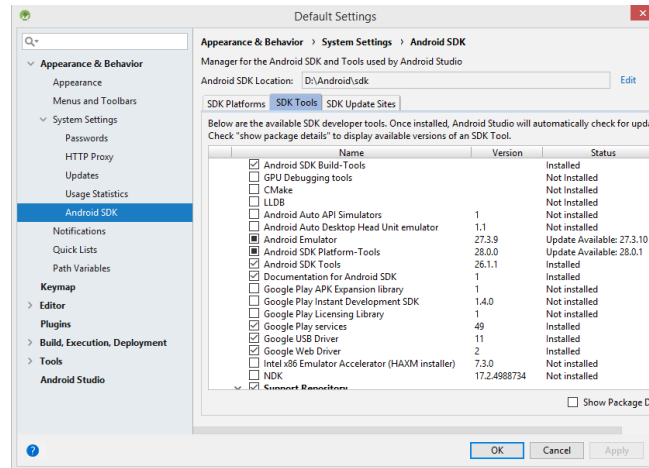 Default Settings
Appearance & Behavior > System Settings > Android SDK
Manager for the Android SDK and Tools used by Android Studio
Android SDK Location: D:\Android\sdk Edit
Appearance & Behavior
Appearance
Menus and Toolbars
System Settings
Passwords
HTTP Proxy
Updates
Usage Statistics
Android SDK
Notifications
Quick Lists
Path Variables
Keymap
Editor
Plugins
Build, Execution, Deployment
Tools
Android Studio
SDK Platforms SDK Tools SDK Update Sites
Below are the available SDK developer tools. Once installed, Android Studio will automatically check for upda
Check "show package details" to display available versions of an SDK Tool.
Name Version Status
Android SDK Build-Tools Installed
GPU Debugging tools Not Installed
CMake Not Installed
LLDB Not Installed
Android Auto API Simulators 1 Not installed
Android Auto Desktop Head Unit emulator 1.1 Not installed
Android Emulator 27.3.9 Update Available: 27.3.10
Android SDK Platform-Tools 28.0.0 Update Available: 28.0.1
Android SDK Tools 26.1.1 Installed
Documentation for Android SDK 1 Installed
Google Play APK Expansion library 1 Not installed
Google Play Instant Development SDK 1.4.0 Not installed
Google Play Licensing Library 1 Not installed
Google Play services 49 Installed
Google USB Driver 11 Installed
Google Web Driver 2 Installed
Intel x86 Emulator Accelerator (HAXM installer) 7.3.0 Not installed
NDK 17.2.4988734 Not installed
Support Repository
Show Package D
? OK Cancel Apply